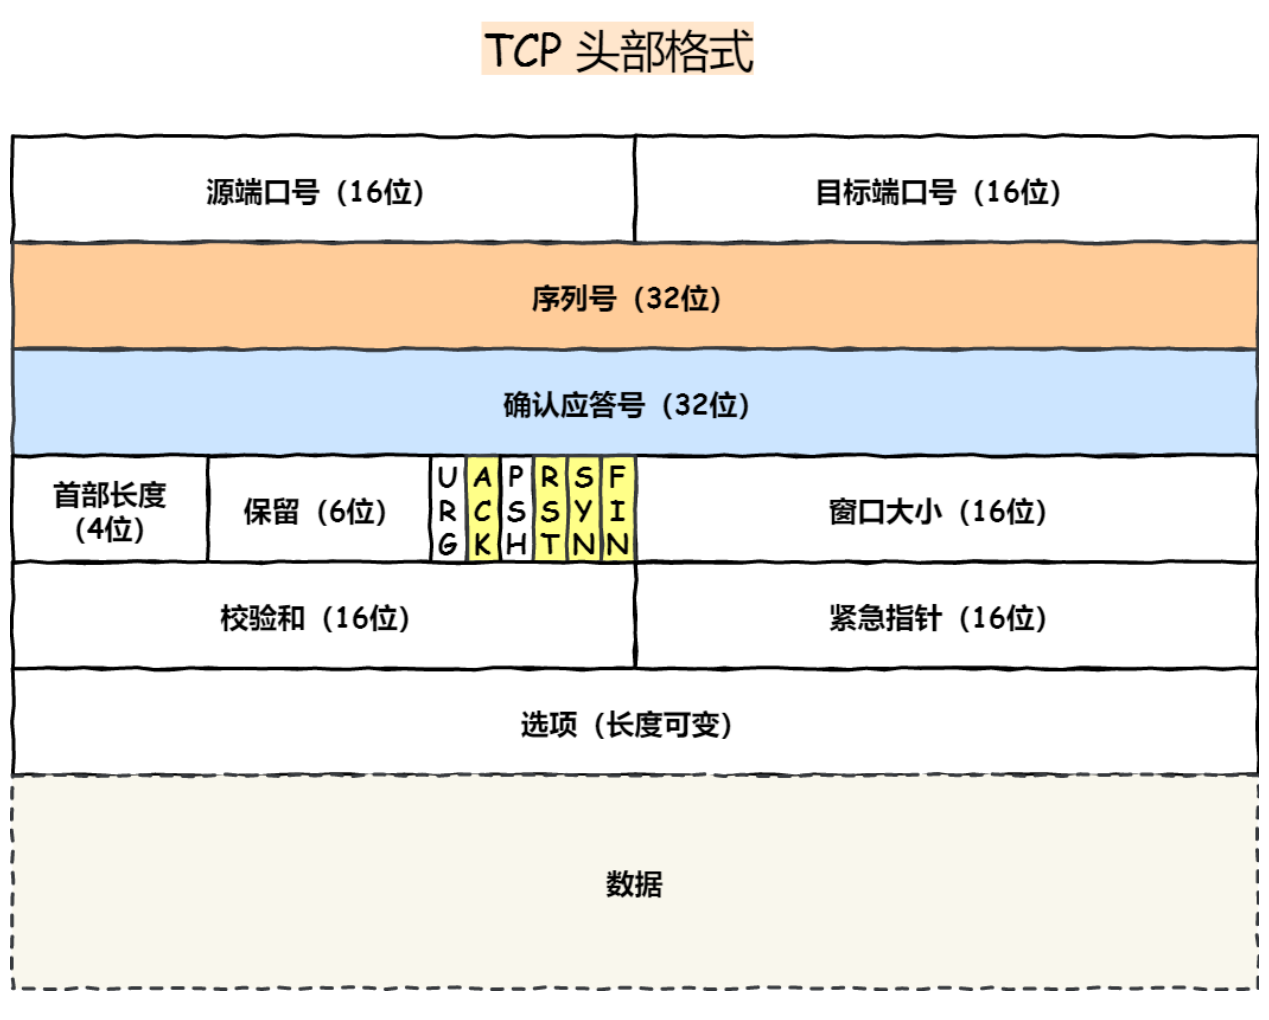 TCP 头部格式
源端口号（16位）
目标端口号（16位）
序列号（32位）
确认应答号（32位）
首部长度
（4位）
保留（6位）
URG
ACK
PSH
RST
SYN
FIN
窗口大小（16位）
校验和（16位）
紧急指针（16位）
选项（长度可变）
数据